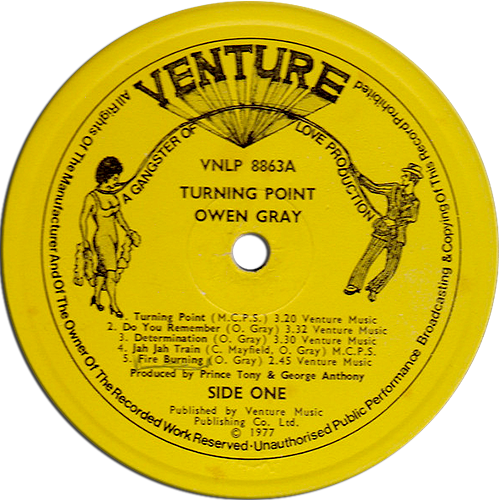 VENTURE
A GANGSTER OF LOVE PRODUCTION
VNLP 8863A
TURNING POINT
OWEN GRAY
1. Turning Point (M.C.P.S.) 3.20 Venture Music
2. Do You Remember (O. Gray) 3.32 Venture Music
3. Determination (O. Gray) 3.30 Venture Music
4. Jah Jah Train (C. Mayfield, O. Gray) M.C.P.S.
5. Fire Burning (O. Gray) 2.45 Venture Music
Produced by Prince Tony & George Anthony
SIDE ONE
Published by Venture Music
Publishing Co. Ltd.
© 1977
All Rights Of The Manufacturer And Of The Owner Of The Recorded Work Reserved · Unauthorised Public Performance Broadcasting & Copying Of This Record Prohibited